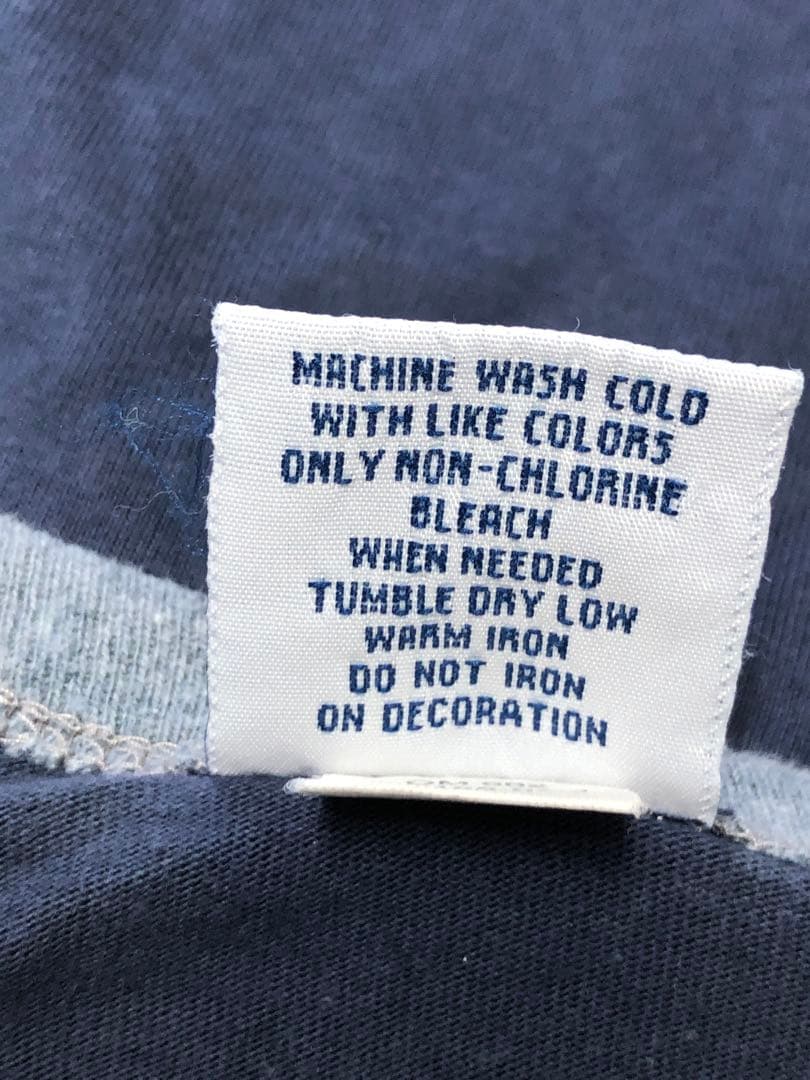 MACHINE WASH COLD
WITH LIKE COLORS
ONLY NON-CHLORINE
BLEACH
WHEN NEEDED
TUMBLE DRY LOW
WARM IRON
DO NOT IRON
ON DECORATION